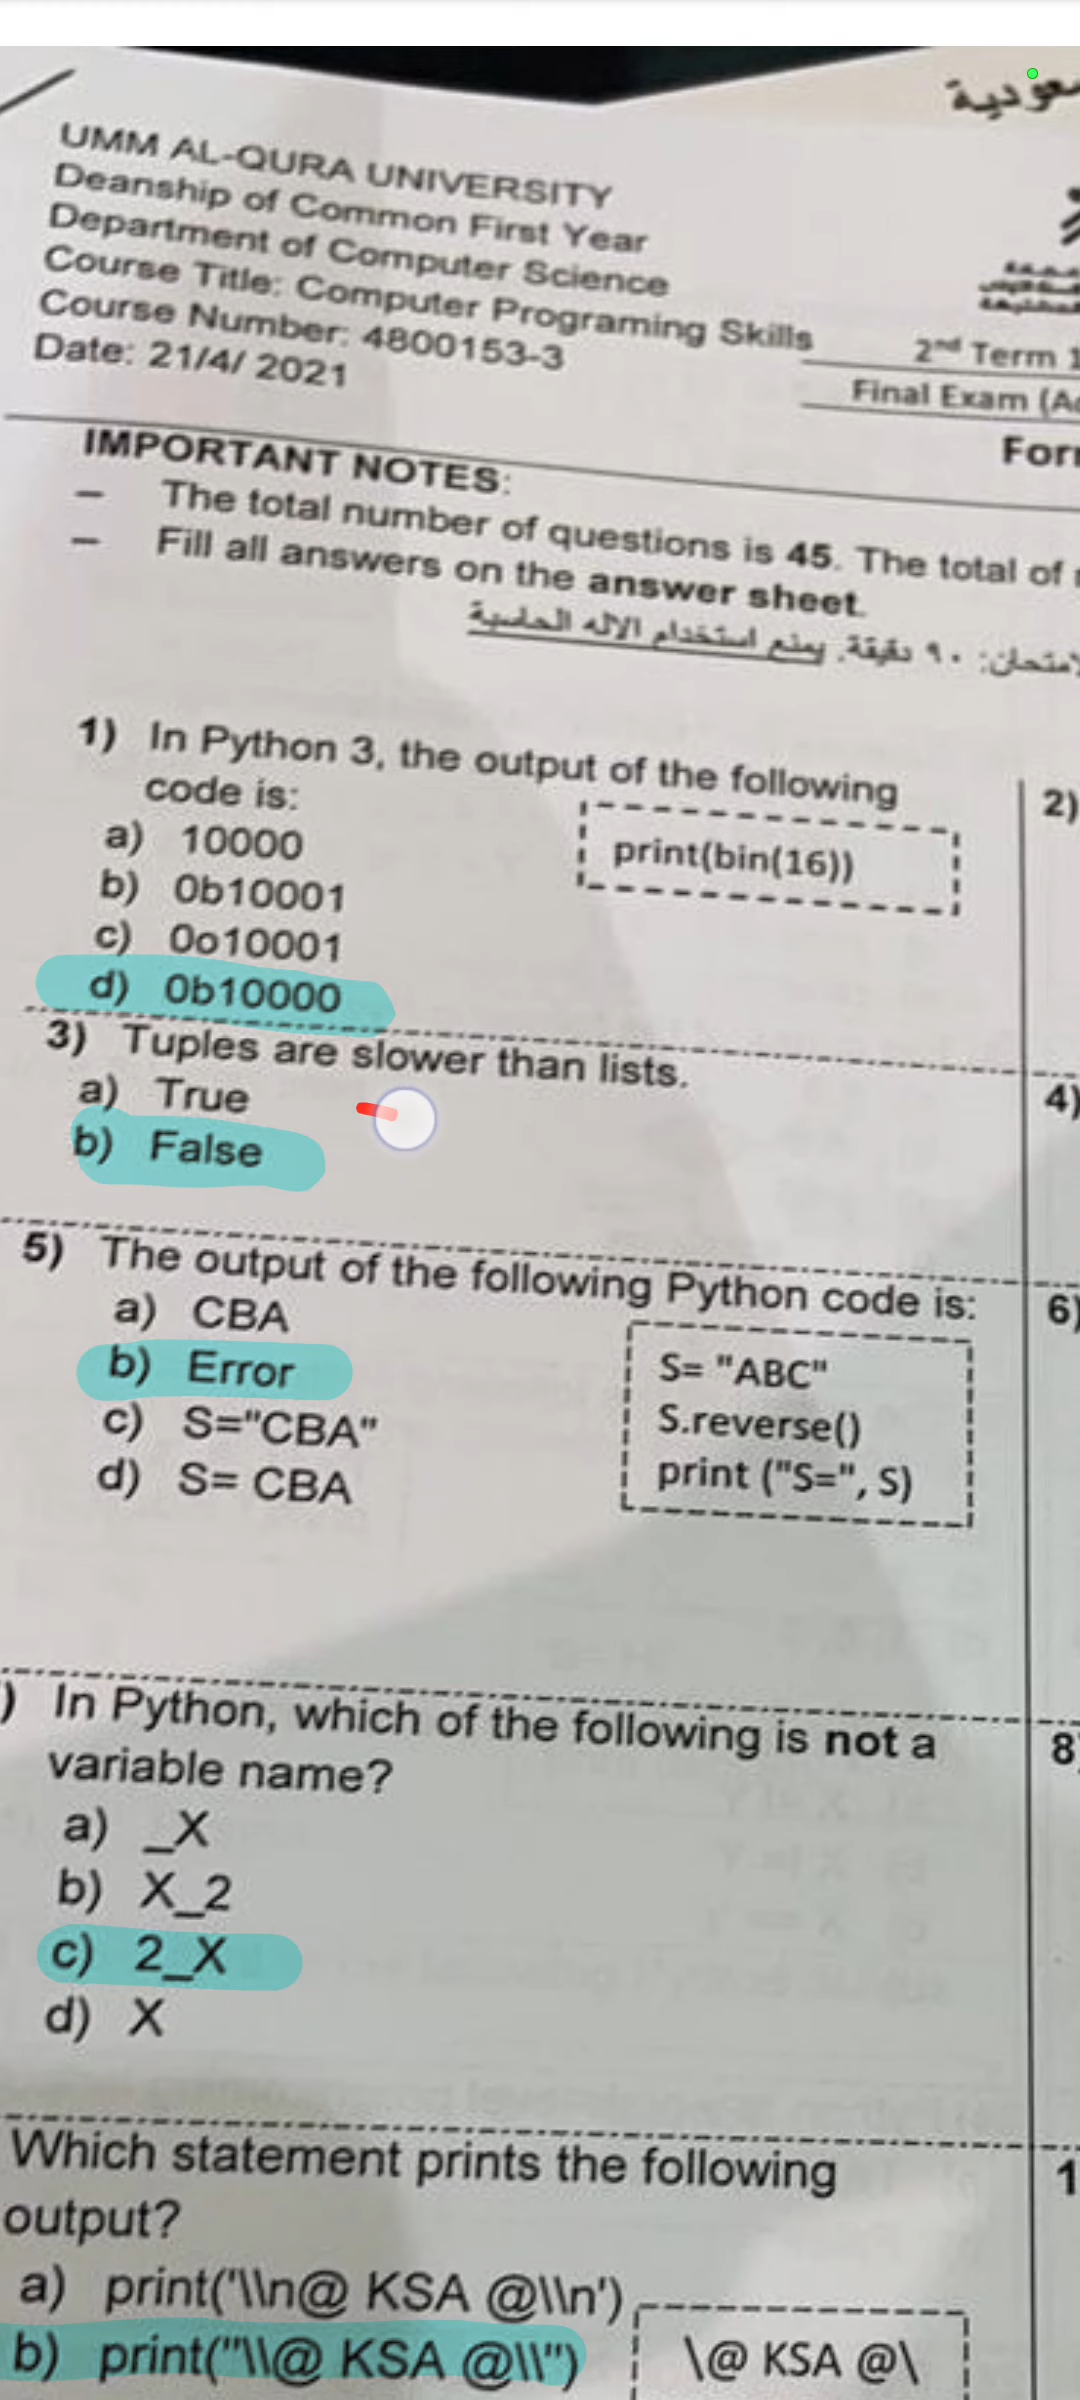 UMM AL-QURA UNIVERSITY
Deanship of Common First Year
Department of Computer Science
Course Title: Computer Programing Skills
Course Number: 4800153-3
Date: 21/4/ 2021
2nd Term
Final Exam
IMPORTANT NOTES:
– The total number of questions is 45. The total of
– Fill all answers on the answer sheet.
٩٠ دقيقة. يمنع استخدام الاله الحاسبة
1) In Python 3, the output of the following
code is:
print(bin(16))
a) 10000
b) 0b10001
c) 0o10001
d) 0b10000
2)
3) Tuples are slower than lists.
a) True
b) False
4)
5) The output of the following Python code is:
a) CBA
b) Error
c) S="CBA"
d) S= CBA
S= "ABC"
S.reverse()
print ("S=", S)
6)
) In Python, which of the following is not a
variable name?
a) _X
b) X_2
c) 2_X
d) X
8)
Which statement prints the following
output?
a) print('\\n@ KSA @\\n')
b) print("\\@ KSA @\\")
\@ KSA @\
1